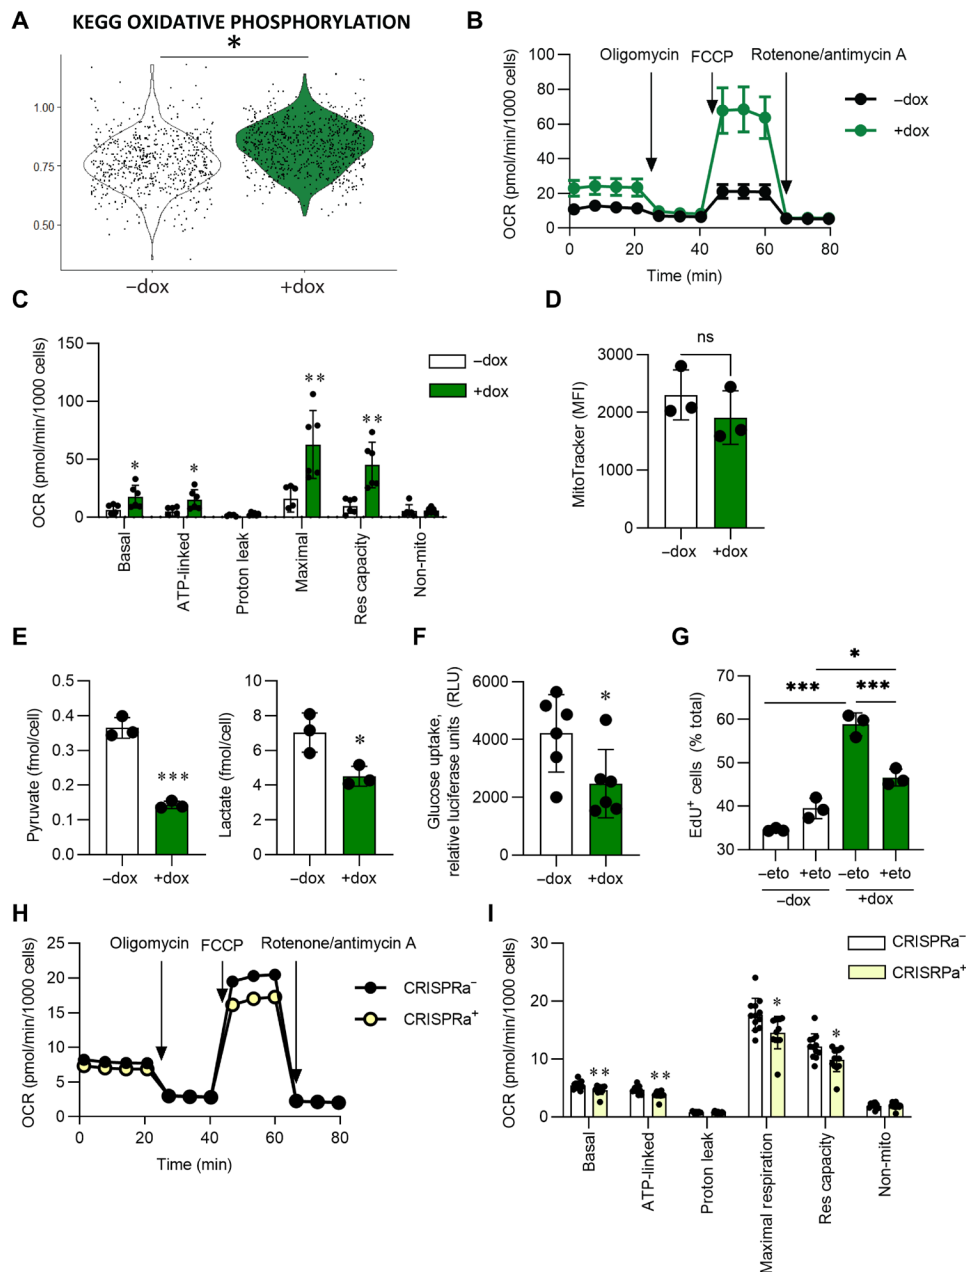 A
KEGG OXIDATIVE PHOSPHORYLATION
*
1.00
0.75
0.50
−dox
+dox
B
Oligomycin
FCCP
Rotenone/antimycin A
−dox
+dox
OCR (pmol/min/1000 cells)
100
80
60
40
20
0
0
20
40
60
80
Time (min)
C
OCR (pmol/min/1000 cells)
150
100
50
0
−dox
+dox
*
*
**
**
Basal
ATP-linked
Proton leak
Maximal
Res capacity
Non-mito
D
MitoTracker (MFI)
3000
2000
1000
0
ns
−dox
+dox
E
Pyruvate (fmol/cell)
0.5
0.4
0.3
0.2
0.1
0.0
***
−dox
+dox
Lactate (fmol/cell)
10
8
6
4
2
0
*
−dox
+dox
F
Glucose uptake,
relative luciferase units (RLU)
6000
4000
2000
0
*
−dox
+dox
G
EdU+ cells (% total)
70
60
50
40
30
*
***
***
−eto
+eto
−eto
+eto
−dox
+dox
H
Oligomycin
FCCP
Rotenone/antimycin A
OCR (pmol/min/1000 cells)
25
20
15
10
5
0
CRISPRa−
CRISPRa+
0
20
40
60
80
Time (min)
I
OCR (pmol/min/1000 cells)
30
20
10
0
CRISPRa−
CRISRPa+
**
**
*
*
Basal
ATP-linked
Proton leak
Maximal respiration
Res capacity
Non-mito